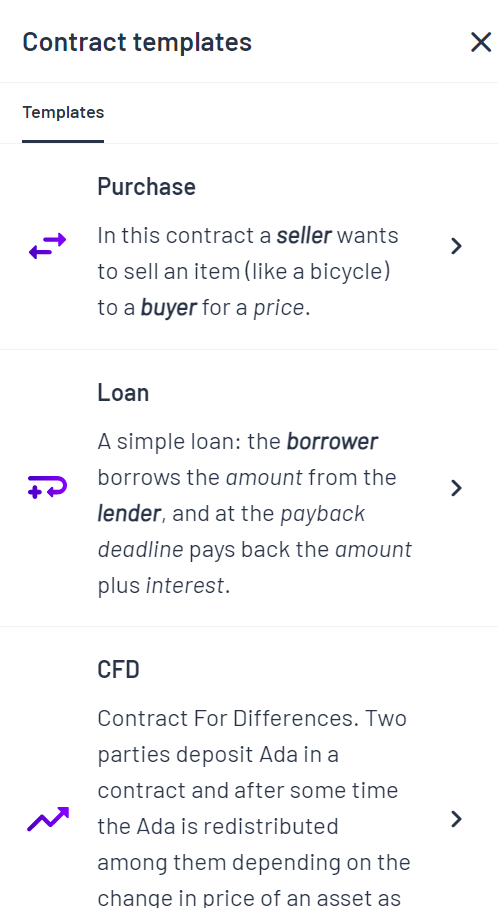 Contract templates
Templates
Purchase
In this contract a seller wants
to sell an item (like a bicycle)
to a buyer for a price.
Loan
A simple loan: the borrower
borrows the amount from the
lender, and at the payback
deadline pays back the amount
plus interest.
CFD
Contract For Differences. Two
parties deposit Ada in a
contract and after some time
the Ada is redistributed
among them depending on the
change in price of an asset as